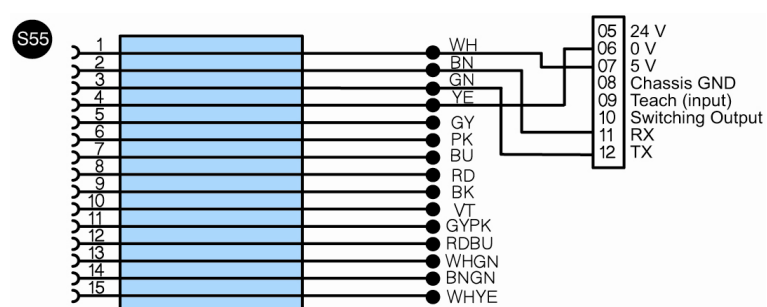 S55
1 WH
2 BN
3 GN
4 YE
5 GY
6 PK
7 BU
8 RD
9 BK
10 VT
11 GYPK
12 RDBU
13 WHGN
14 BNGN
15 WHYE
05 24 V
06 0 V
07 5 V
08 Chassis GND
09 Teach (input)
10 Switching Output
11 RX
12 TX